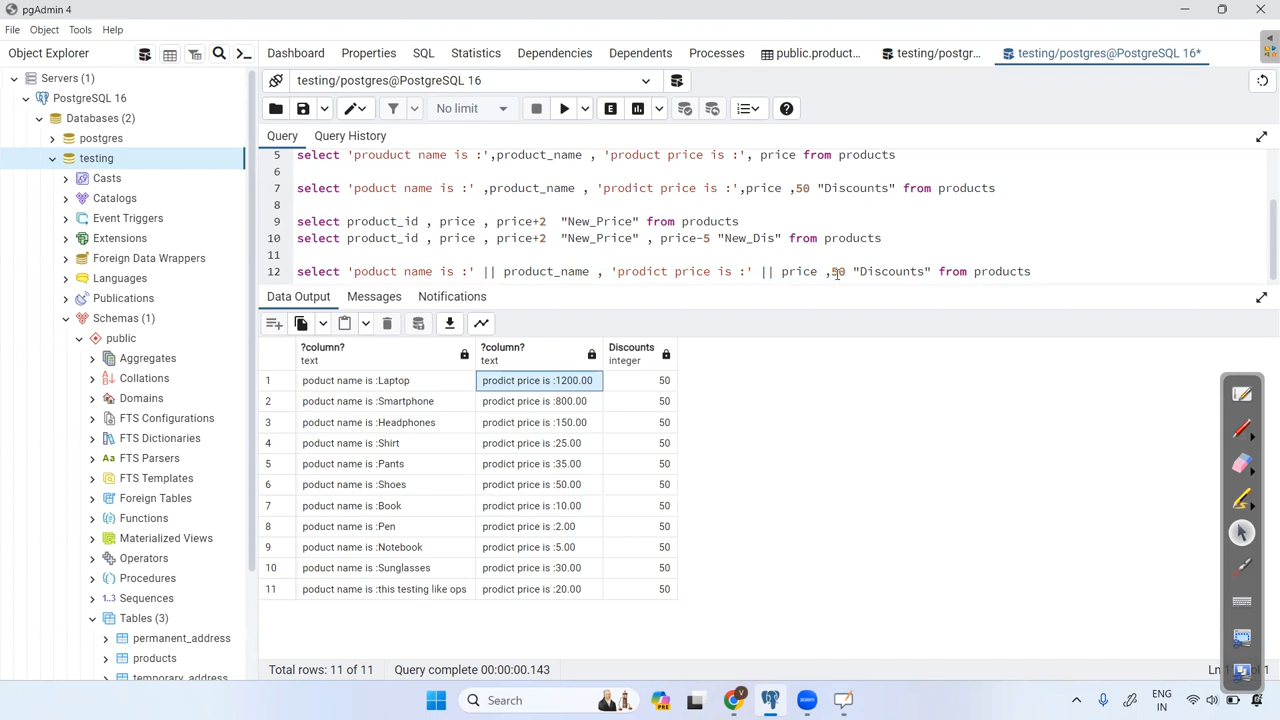 pgAdmin 4
File Object Tools Help
Object Explorer
Dashboard Properties SQL Statistics Dependencies Dependents Processes public.product... testing/postgr... testing/postgres@PostgreSQL 16*
Servers (1)
PostgreSQL 16
Databases (2)
postgres
testing
Casts
Catalogs
Event Triggers
Extensions
Foreign Data Wrappers
Languages
Publications
Schemas (1)
public
Aggregates
Collations
Domains
FTS Configurations
FTS Dictionaries
FTS Parsers
FTS Templates
Foreign Tables
Functions
Materialized Views
Operators
Procedures
Sequences
Tables (3)
permanent_address
products
temporary_address
testing/postgres@PostgreSQL 16
No limit
Query Query History
5 select 'prouduct name is :',product_name , 'product price is :', price from products
6
7 select 'poduct name is :' ,product_name , 'prodict price is :',price ,50 "Discounts" from products
8
9 select product_id , price , price+2 "New_Price" from products
10 select product_id , price , price+2 "New_Price" , price-5 "New_Dis" from products
11
12 select 'poduct name is :' || product_name , 'prodict price is :' || price ,50 "Discounts" from products
Data Output Messages Notifications
?column? ?column? Discounts
text text integer
1 poduct name is :Laptop prodict price is :1200.00 50
2 poduct name is :Smartphone prodict price is :800.00 50
3 poduct name is :Headphones prodict price is :150.00 50
4 poduct name is :Shirt prodict price is :25.00 50
5 poduct name is :Pants prodict price is :35.00 50
6 poduct name is :Shoes prodict price is :50.00 50
7 poduct name is :Book prodict price is :10.00 50
8 poduct name is :Pen prodict price is :2.00 50
9 poduct name is :Notebook prodict price is :5.00 50
10 poduct name is :Sunglasses prodict price is :30.00 50
11 poduct name is :this testing like ops prodict price is :20.00 50
Total rows: 11 of 11 Query complete 00:00:00.143
Search
ENG
IN